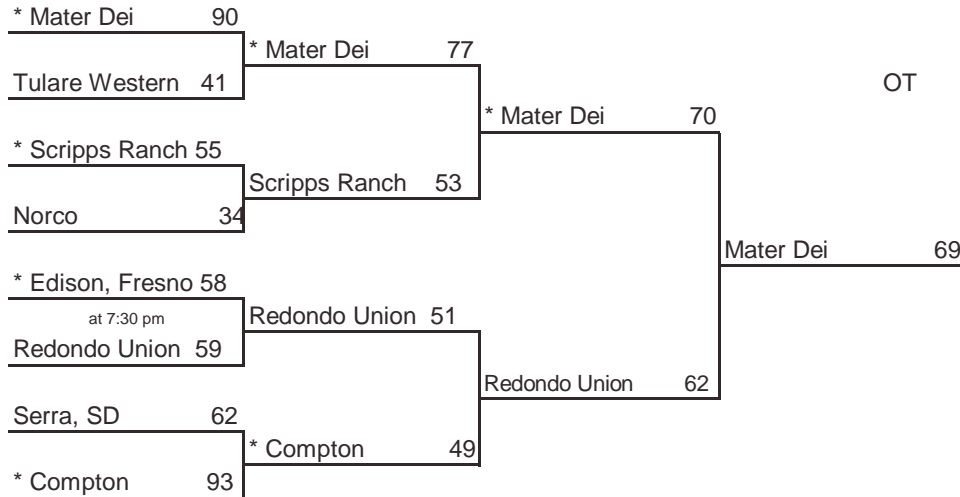 * Mater Dei 90
* Mater Dei 77
Tulare Western 41
OT
* Mater Dei 70
* Scripps Ranch 55
Scripps Ranch 53
Norco 34
Mater Dei 69
* Edison, Fresno 58
at 7:30 pm
Redondo Union 51
Redondo Union 59
Redondo Union 62
Serra, SD 62
* Compton 49
* Compton 93